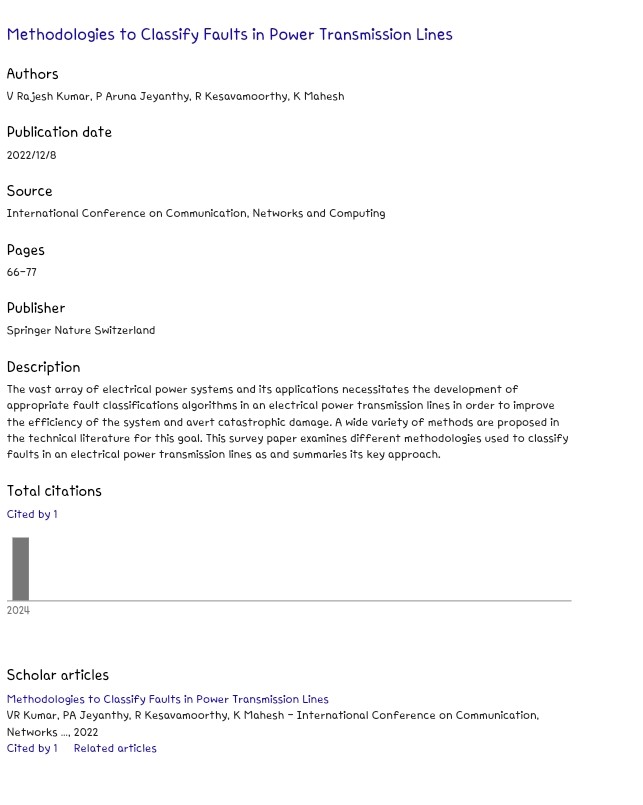 Methodologies to Classify Faults in Power Transmission Lines
Authors
V Rajesh Kumar, P Aruna Jeyanthy, R Kesavamoorthy, K Mahesh
Publication date
2022/12/8
Source
International Conference on Communication, Networks and Computing
Pages
66-77
Publisher
Springer Nature Switzerland
Description
The vast array of electrical power systems and its applications necessitates the development of
appropriate fault classifications algorithms in an electrical power transmission lines in order to improve
the efficiency of the system and avert catastrophic damage. A wide variety of methods are proposed in
the technical literature for this goal. This survey paper examines different methodologies used to classify
faults in an electrical power transmission lines as and summaries its key approach.
Total citations
Cited by 1
2024
Scholar articles
Methodologies to Classify Faults in Power Transmission Lines
VR Kumar, PA Jeyanthy, R Kesavamoorthy, K Mahesh - International Conference on Communication,
Networks ..., 2022
Cited by 1 Related articles